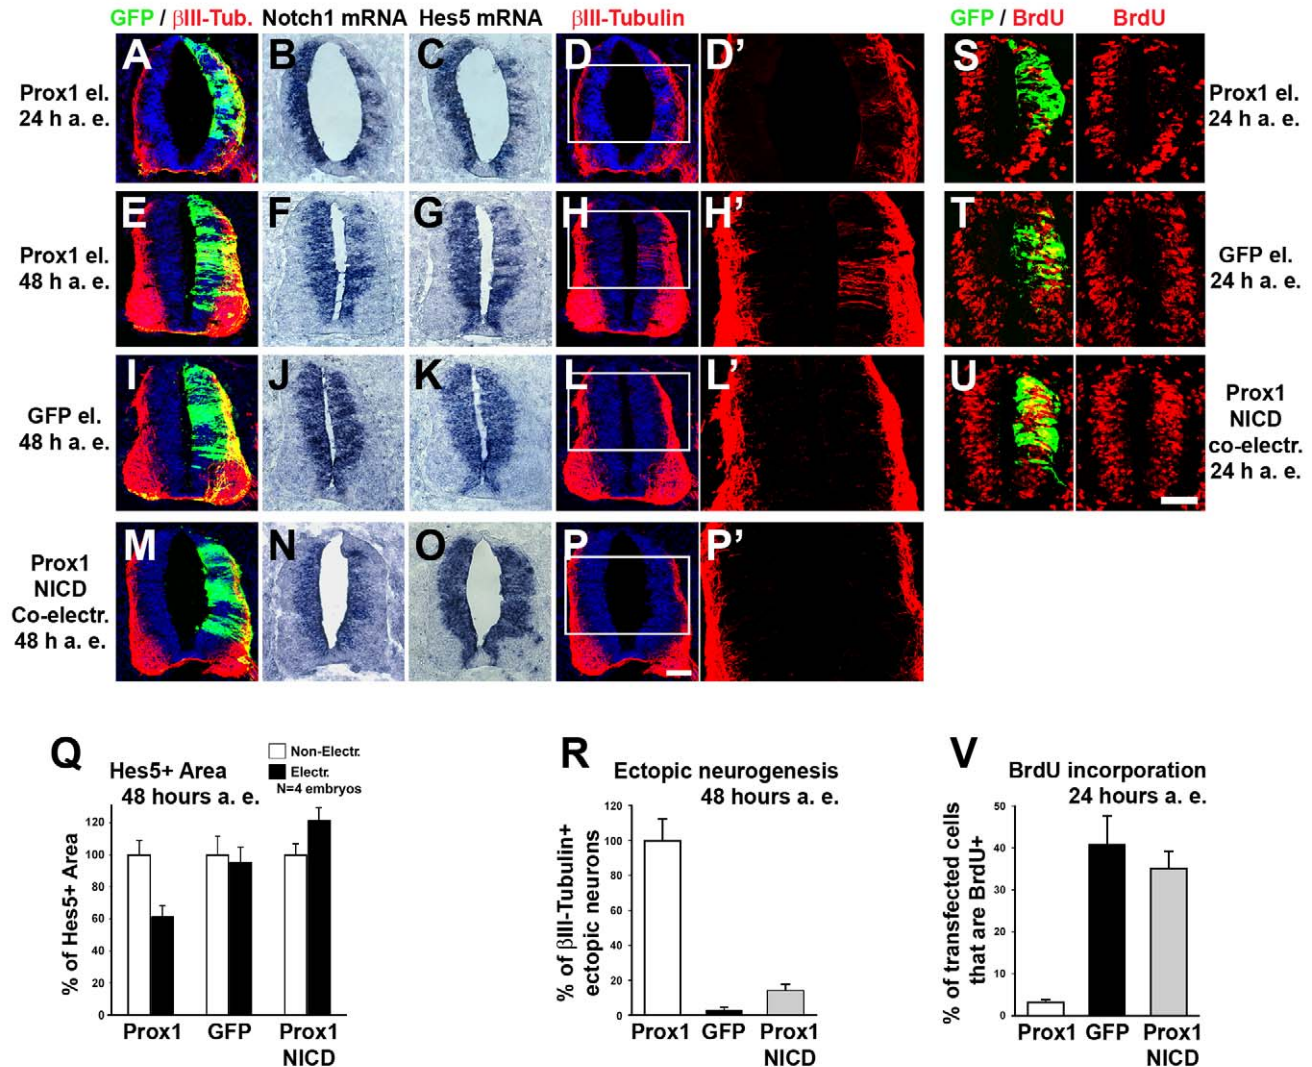 GFP / βIII-Tub. Notch1 mRNA Hes5 mRNA βIII-Tubulin GFP / BrdU BrdU
Prox1 el.
24 h a. e.
A B C D D’
S
Prox1 el.
24 h a. e.
Prox1 el.
48 h a. e.
E F G H H’
T
GFP el.
24 h a. e.
GFP el.
48 h a. e.
I J K L L’
U
Prox1
NICD
co-electr.
24 h a. e.
Prox1
NICD
Co-electr.
48 h a. e.
M N O P P’
Q
Hes5+ Area
48 hours a. e.
Non-Electr.
Electr.
N=4 embryos
% of Hes5+ Area
120
100
80
60
40
20
0
Prox1 GFP Prox1
NICD
R
Ectopic neurogenesis
48 hours a. e.
% of βIII-Tubulin+
ectopic neurons
120
100
80
60
40
20
0
Prox1 GFP Prox1
NICD
V
BrdU incorporation
24 hours a. e.
% of transfected cells
that are BrdU+
50
40
30
20
10
0
Prox1 GFP Prox1
NICD